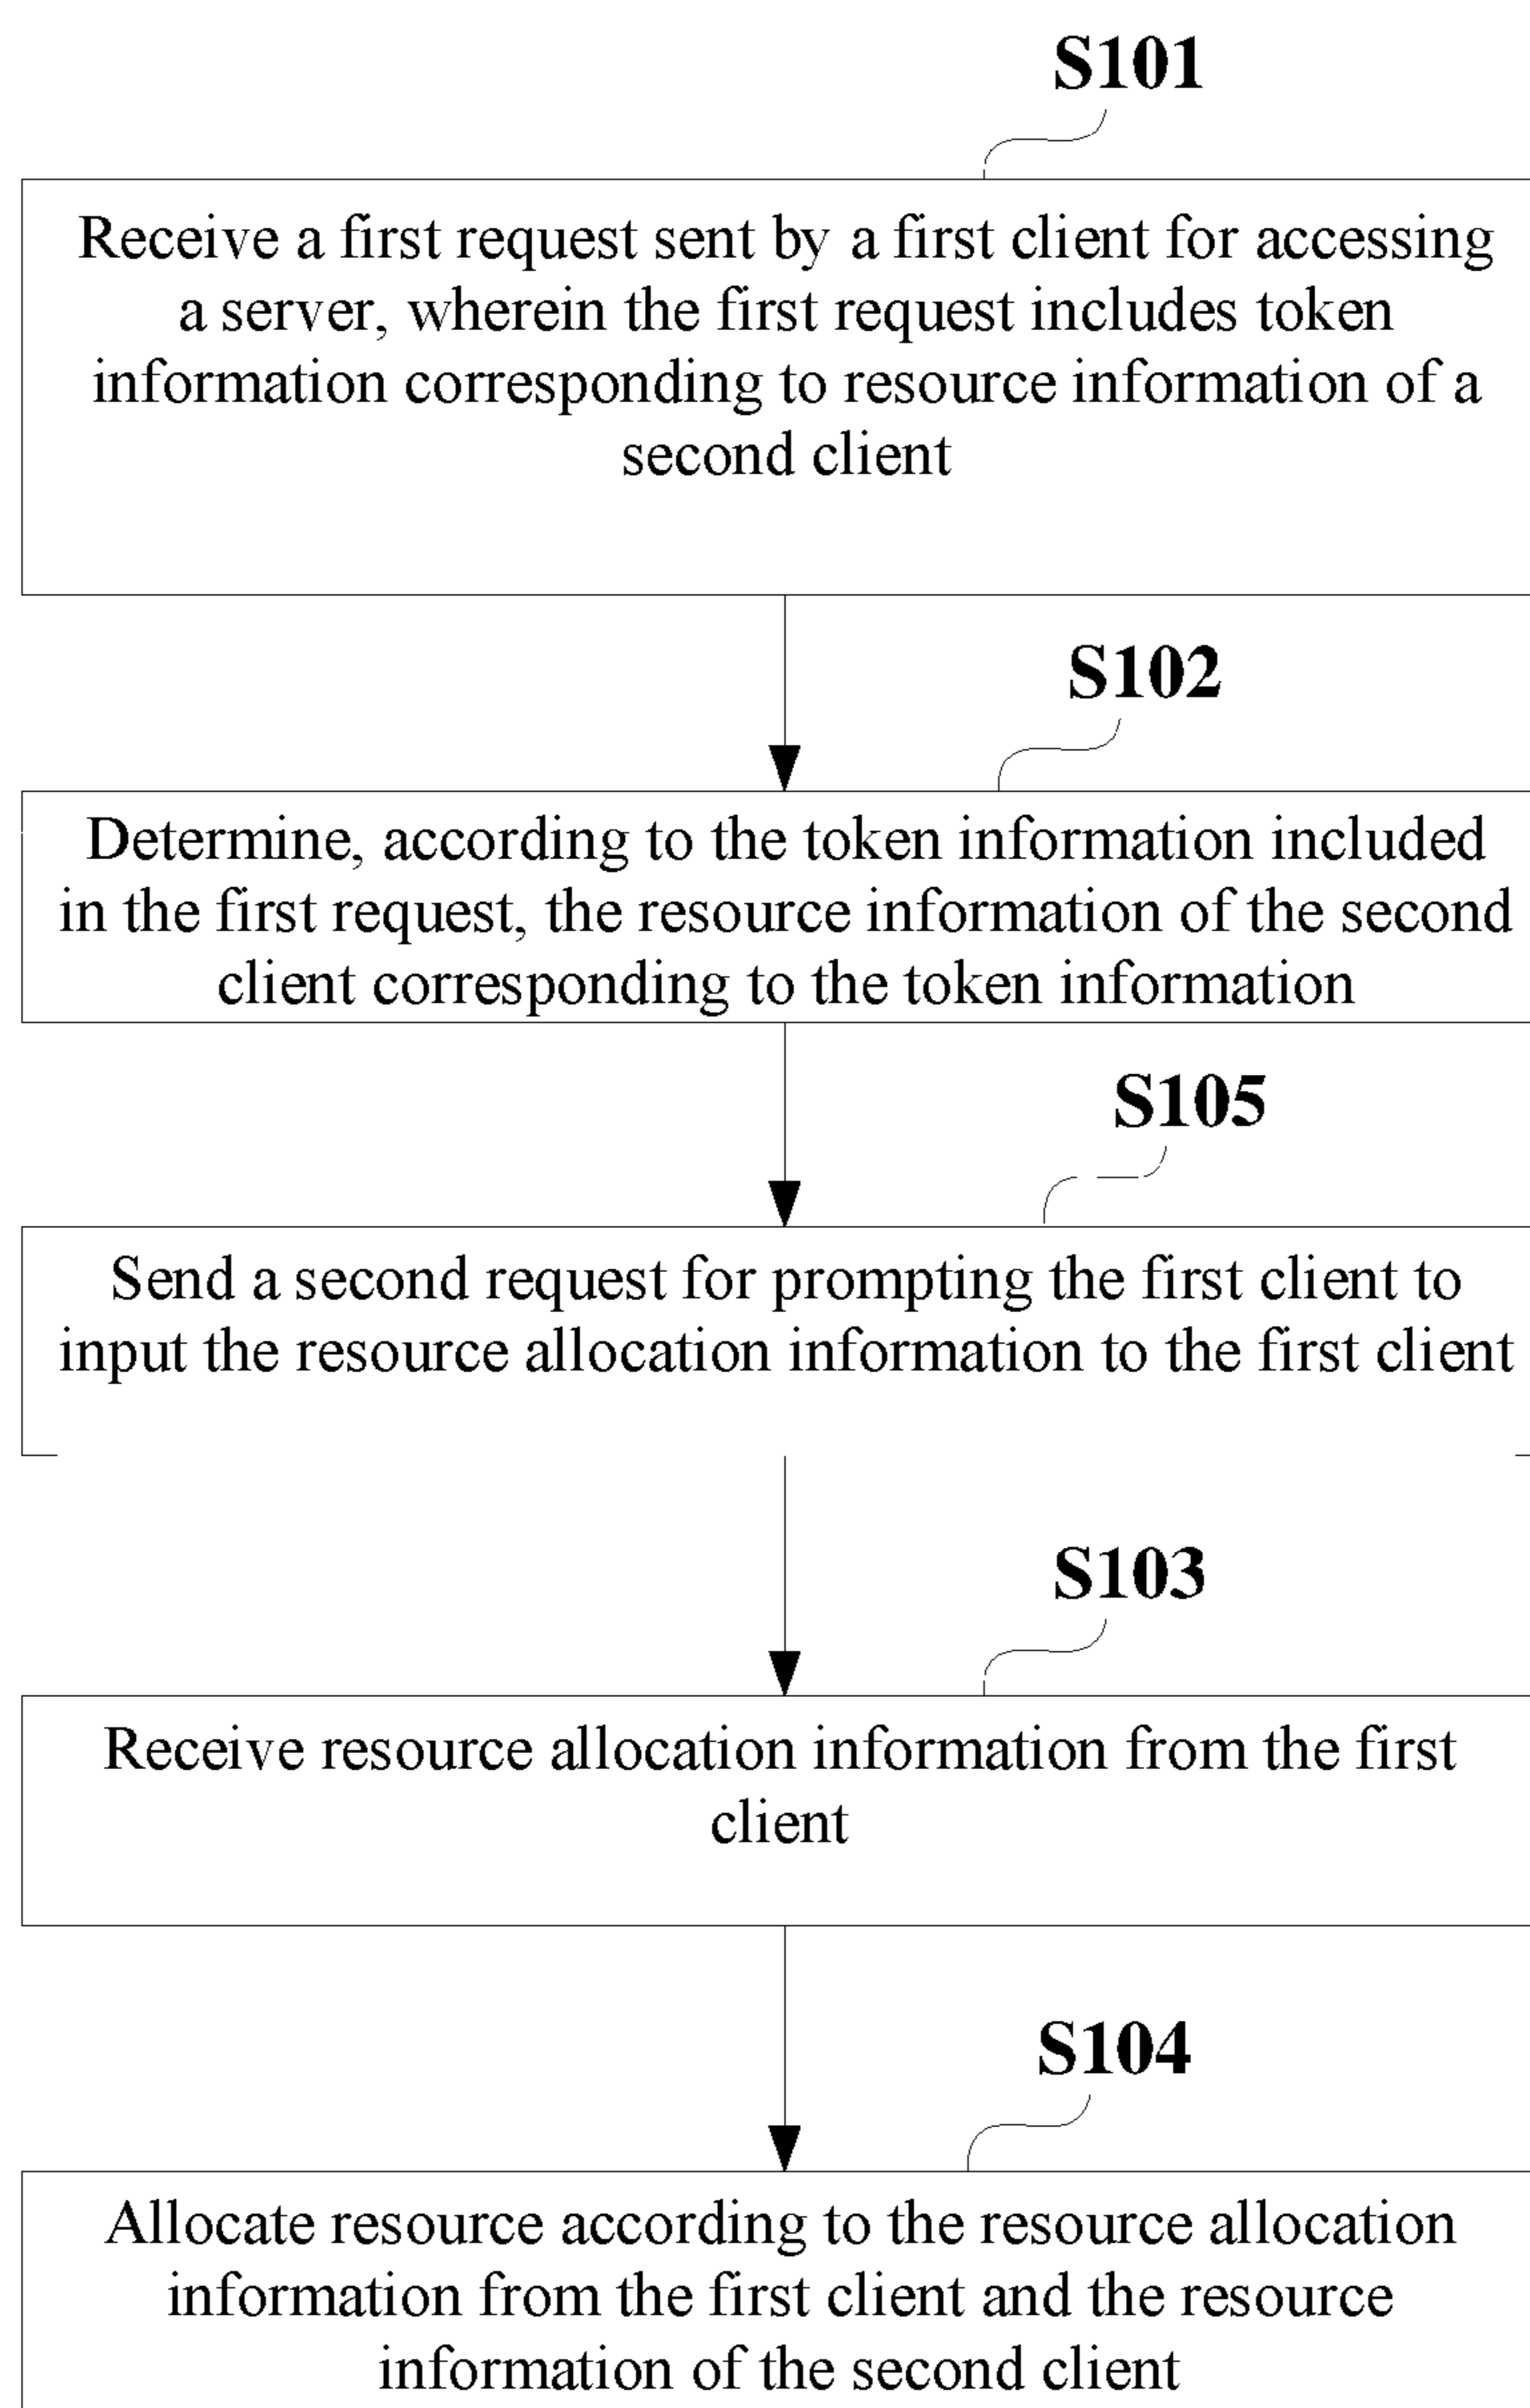 S101
Receive a first request sent by a first client for accessing
a server, wherein the first request includes token
information corresponding to resource information of a
second client
S102
Determine, according to the token information included
in the first request, the resource information of the second
client corresponding to the token information
S105
Send a second request for prompting the first client to
input the resource allocation information to the first client
S103
Receive resource allocation information from the first
client
S104
Allocate resource according to the resource allocation
information from the first client and the resource
information of the second client